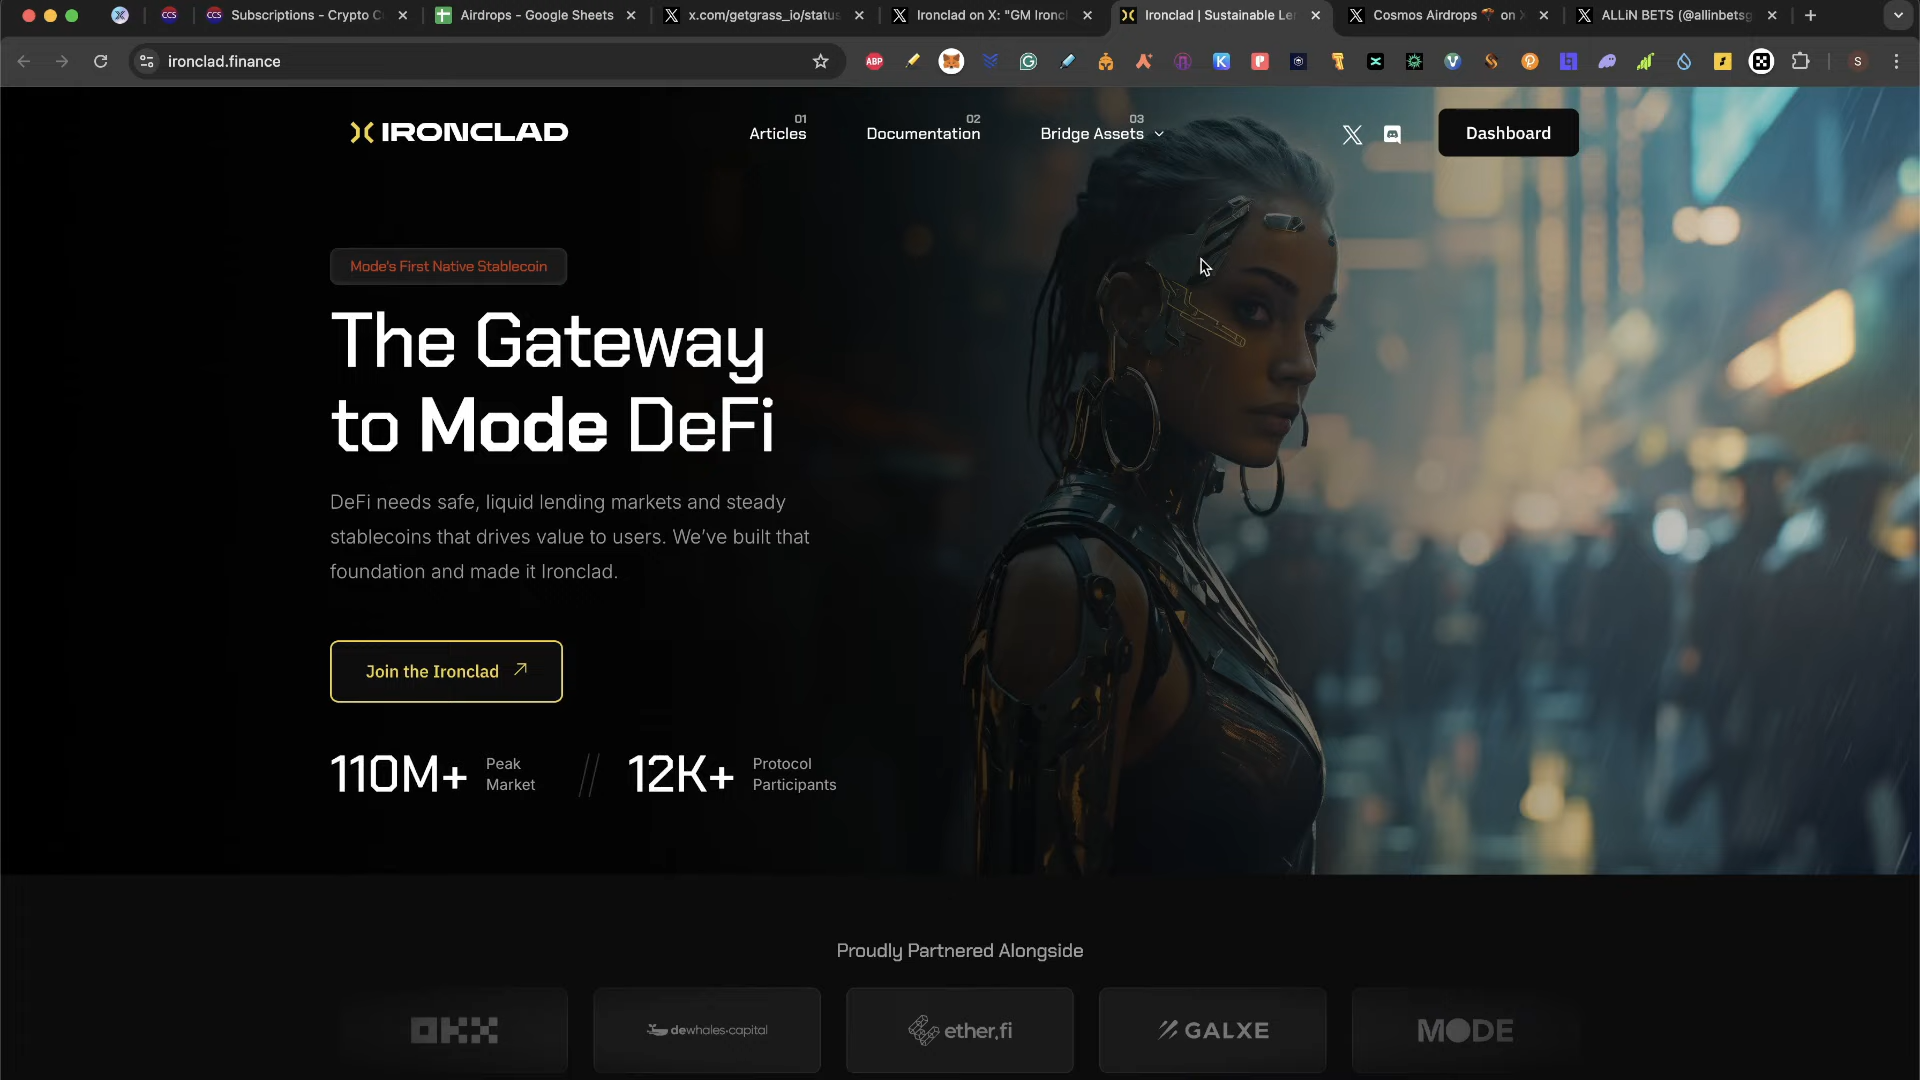 Subscriptions - Crypto C
Airdrops - Google Sheets
x.com/getgrass_io/status
Ironclad on X: "GM Ironcl
Ironclad | Sustainable Le
Cosmos Airdrops on
ALLiN BETS (@allinbetsg
ironclad.finance
IRONCLAD
01
Articles
02
Documentation
03
Bridge Assets
Dashboard
Mode's First Native Stablecoin
The Gateway
to Mode DeFi
DeFi needs safe, liquid lending markets and steady
stablecoins that drives value to users. We've built that
foundation and made it Ironclad.
Join the Ironclad
110M+
Peak
Market
12K+
Protocol
Participants
Proudly Partnered Alongside
OKX
dewhales·capital
ether.fi
GALXE
MODE